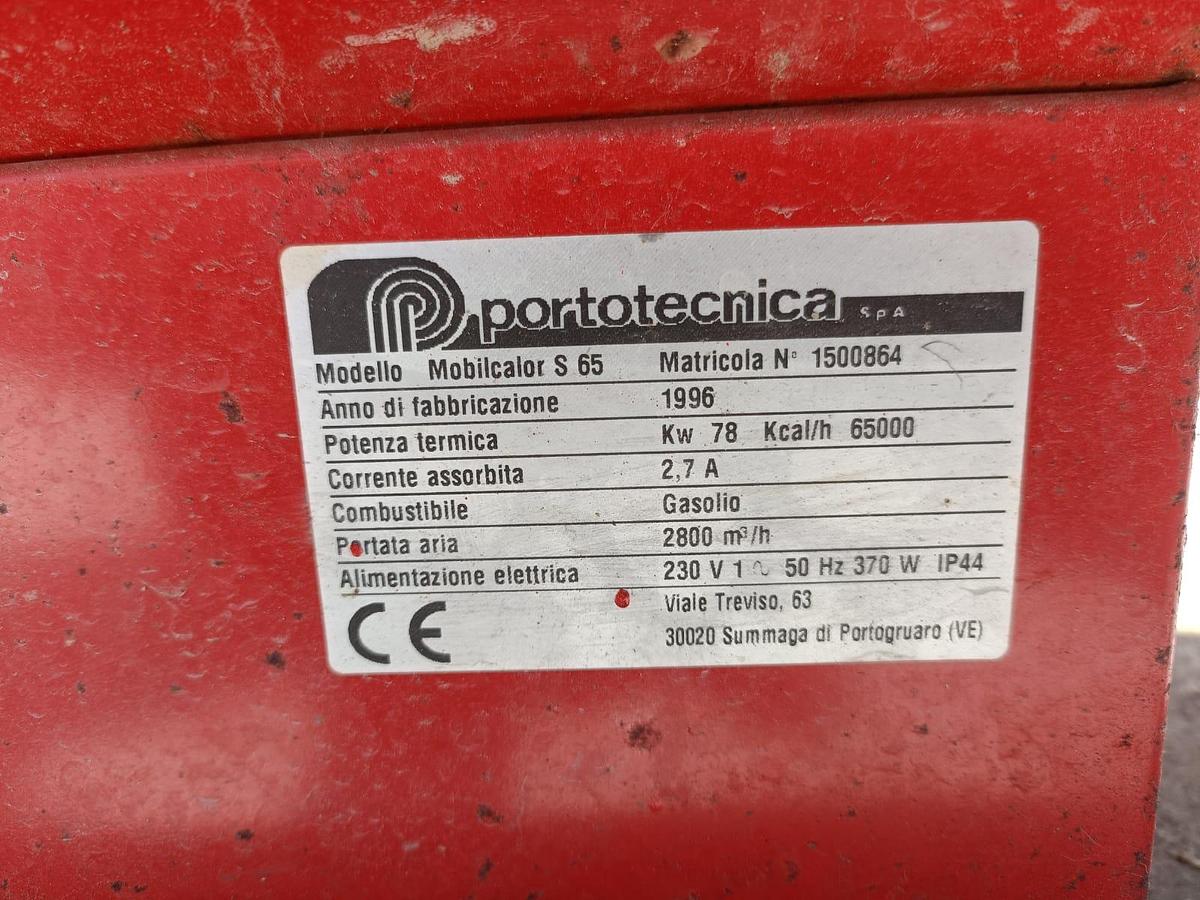 portotecnica SpA
Modello Mobilcalor S 65 Matricola N° 1500864
Anno di fabbricazione 1996
Potenza termica Kw 78 Kcal/h 65000
Corrente assorbita 2,7 A
Combustibile Gasolio
Portata aria 2800 m³/h
Alimentazione elettrica 230 V 1 ~ 50 Hz 370 W IP44
CE Viale Treviso, 63
30020 Summaga di Portogruaro (VE)